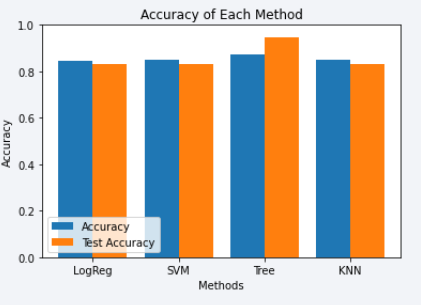 Accuracy of Each Method
1.0
0.8
0.6
0.4
0.2
0.0
Accuracy
Accuracy
Test Accuracy
LogReg SVM Tree KNN
Methods